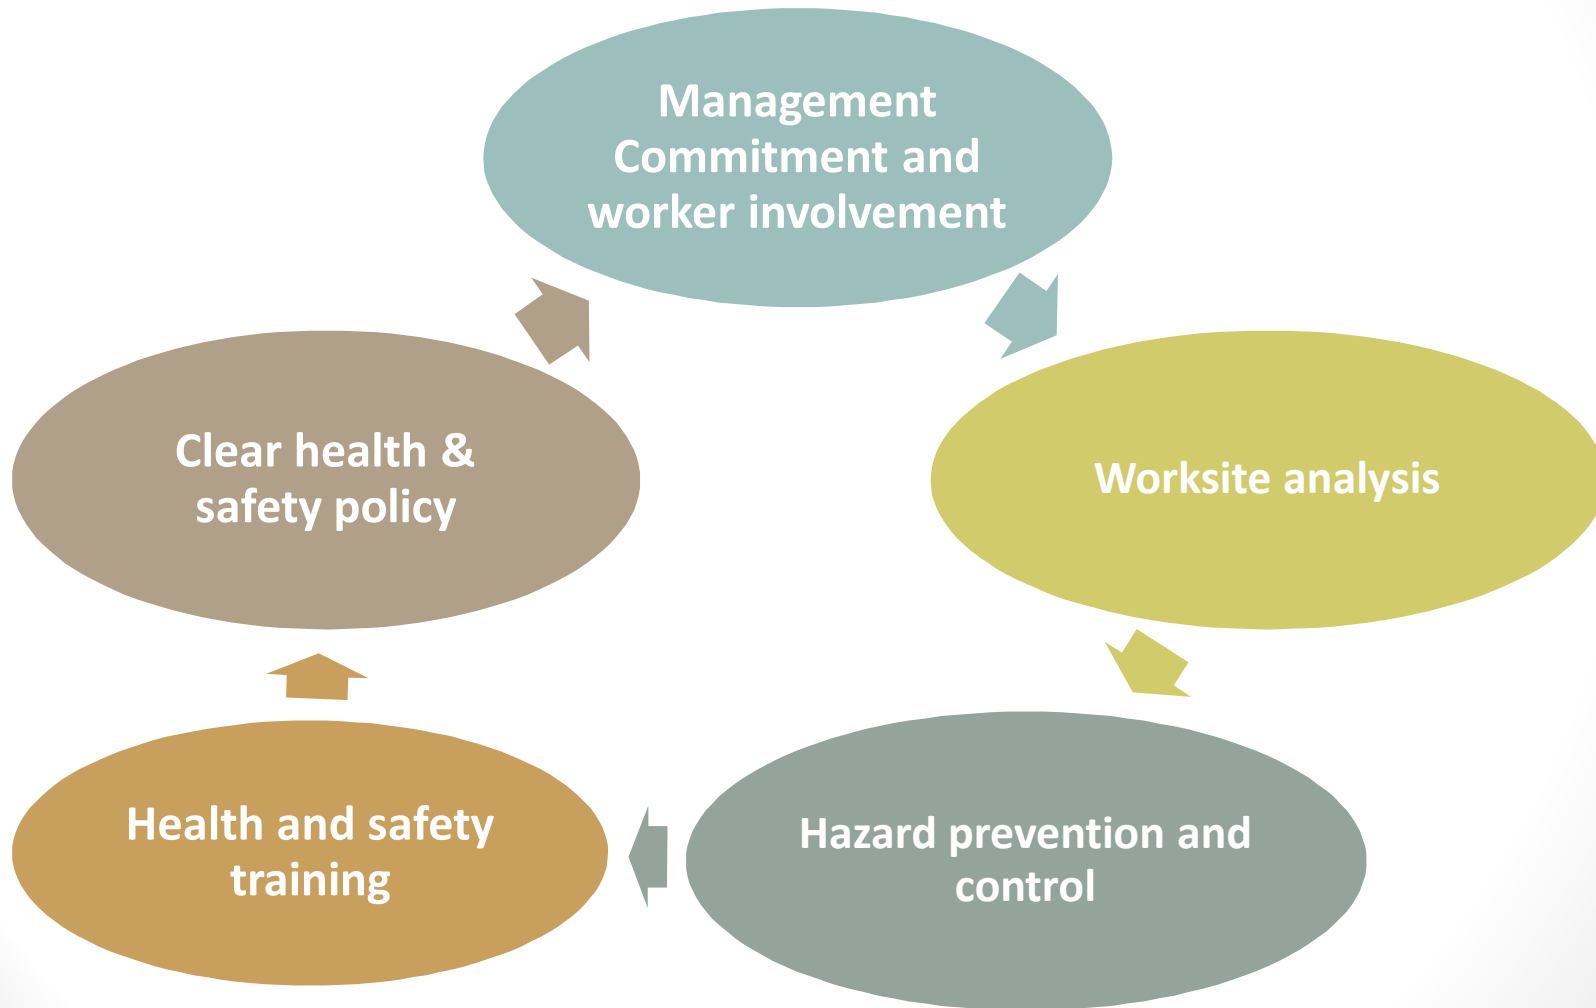 Management
Commitment and
worker involvement
Worksite analysis
Hazard prevention and
control
Health and safety
training
Clear health &
safety policy